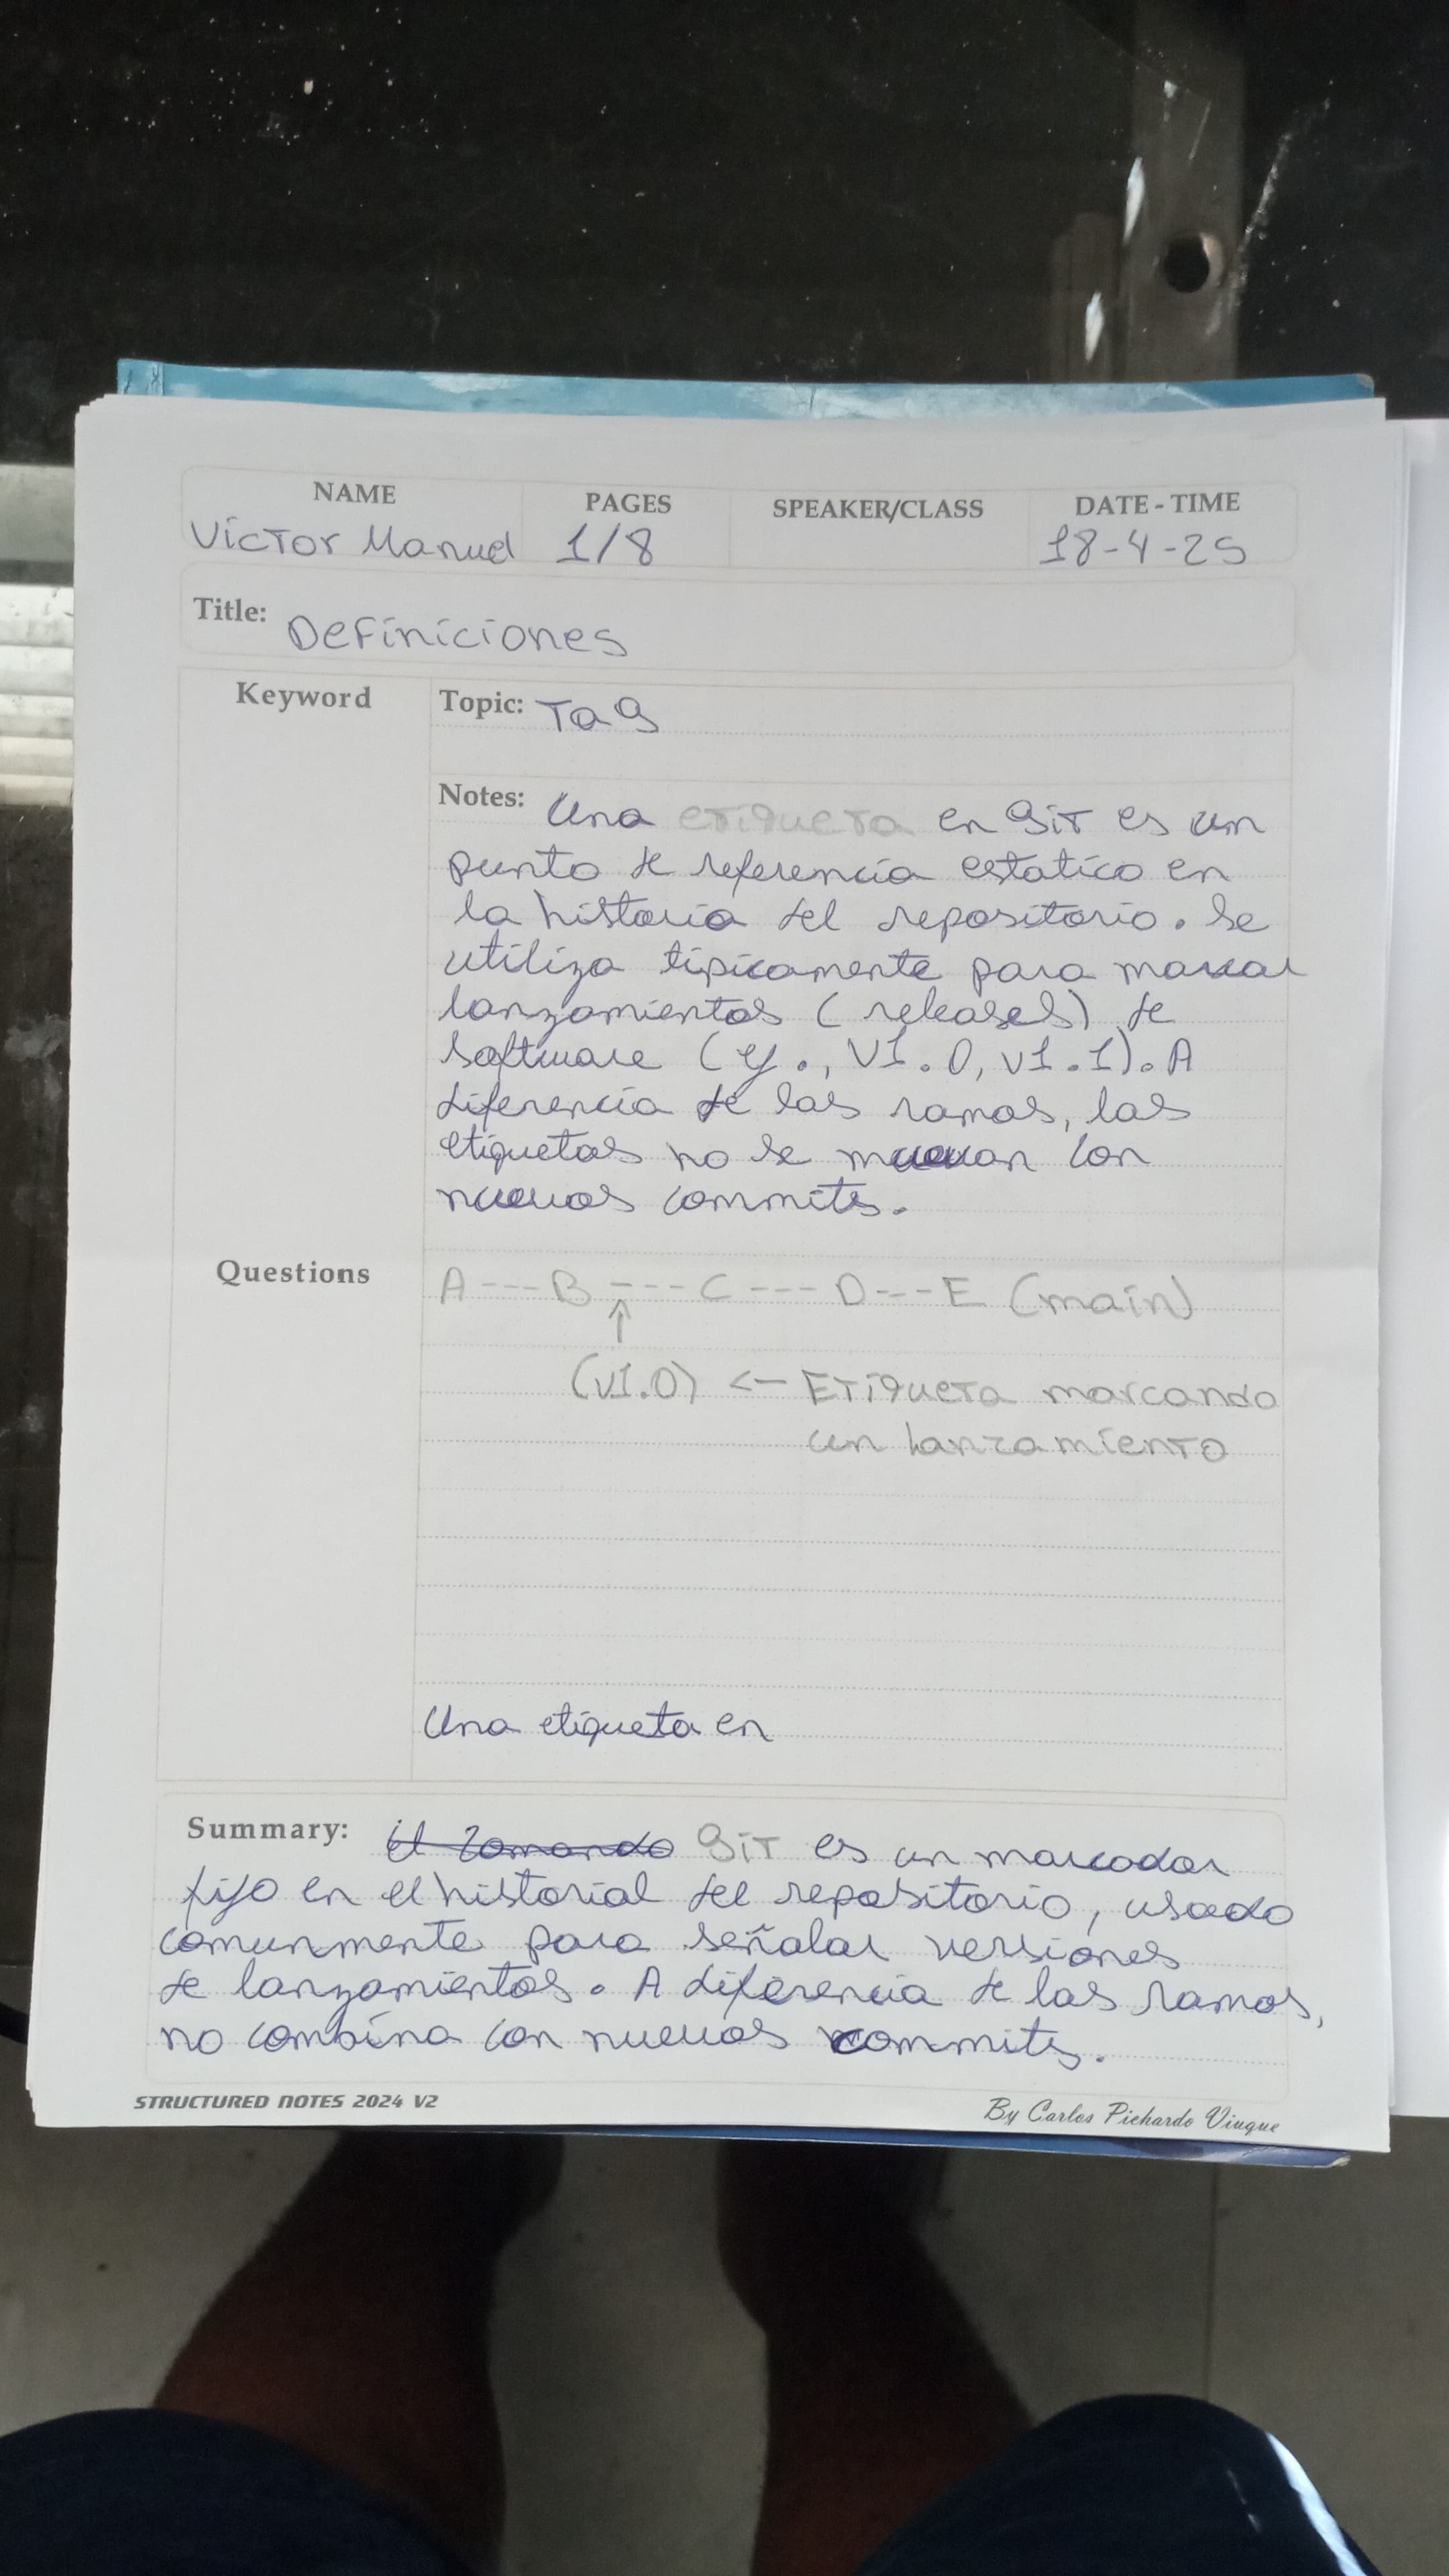 NAME PAGES SPEAKER/CLASS DATE - TIME
Victor Manuel 1/8 18-4-25
Title: Definiciones
Keyword Topic: Tag
Notes: Una etiqueta en Git es un
punto de referencia estatico en
la historia del repositorio. Se
utiliza tipicamente para marcar
lanzamientos (releases) de
software (ej., V1.0, v1.1). A
diferencia de las ramas, las
etiquetas no se muevan con
nuevos commits.
Questions
A---B----C----D---E (main)
↑
(v1.0) <- Etiqueta marcando
un lanzamiento
Una etiqueta en
Summary: El comando Git es un marcador
fijo en el historial del repositorio, usado
comunmente para señalar versiones
de lanzamientos. A diferencia de las ramas,
no combina con nuevos commits.
STRUCTURED NOTES 2024 V2
By Carlos Pichardo Viuque